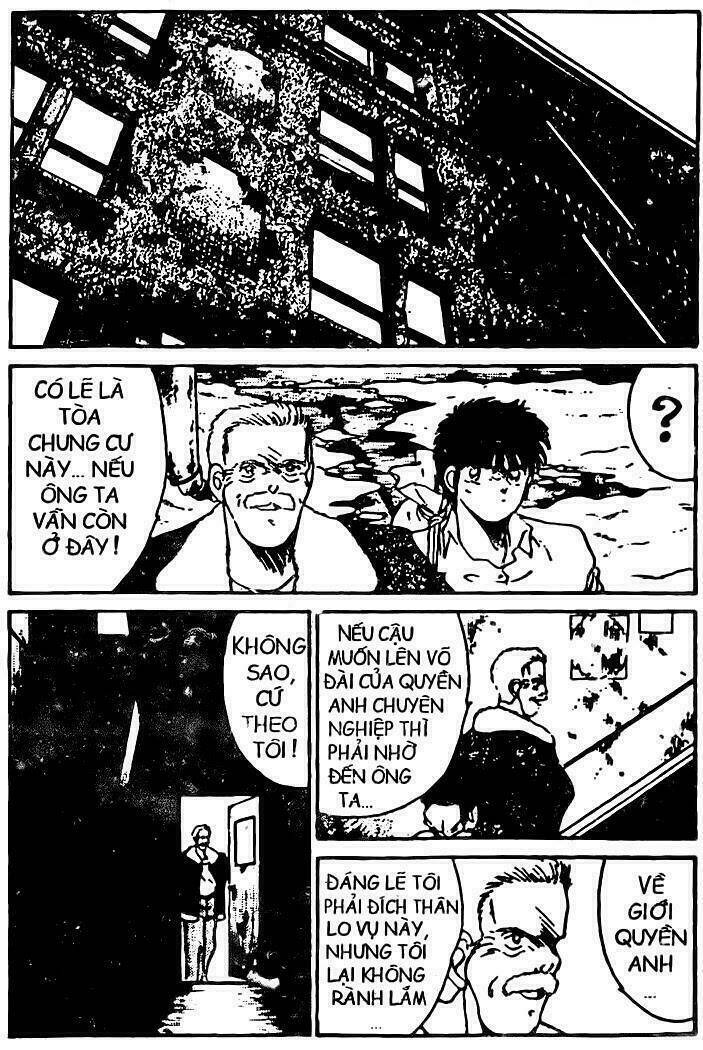 CÓ LẼ LÀ
TÒA
CHUNG CƯ
NÀY... NẾU
ÔNG TA
VẪN CÒN
Ở ĐÂY!
?
KHÔNG
SAO,
CỨ
THEO
TÔI!
NẾU CẬU
MUỐN LÊN VÕ
ĐÀI CỦA QUYỀN
ANH CHUYÊN
NGHIỆP THÌ
PHẢI NHỜ
ĐẾN ÔNG
TA...
ĐÁNG LẼ TÔI
PHẢI ĐÍCH THÂN
LO VỤ NÀY,
NHƯNG TÔI
LẠI KHÔNG
RÀNH LẮM
...
VỀ
GIỚI
QUYỀN
ANH
...